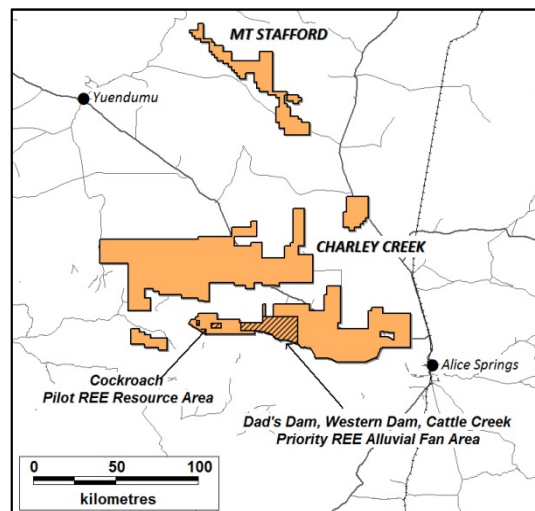 MT STAFFORD
Yuendumu
CHARLEY CREEK
Alice Springs
Cockroach
Pilot REE Resource Area
Dad's Dam, Western Dam, Cattle Creek
Priority REE Alluvial Fan Area
0 50 100
kilometres